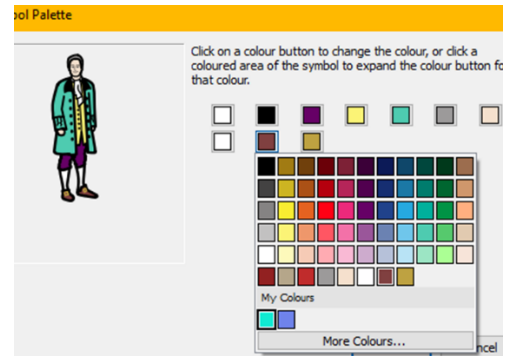 ool Palette
Click on a colour button to change the colour, or click a
coloured area of the symbol to expand the colour button fo
that colour.
My Colours
More Colours...
ncel